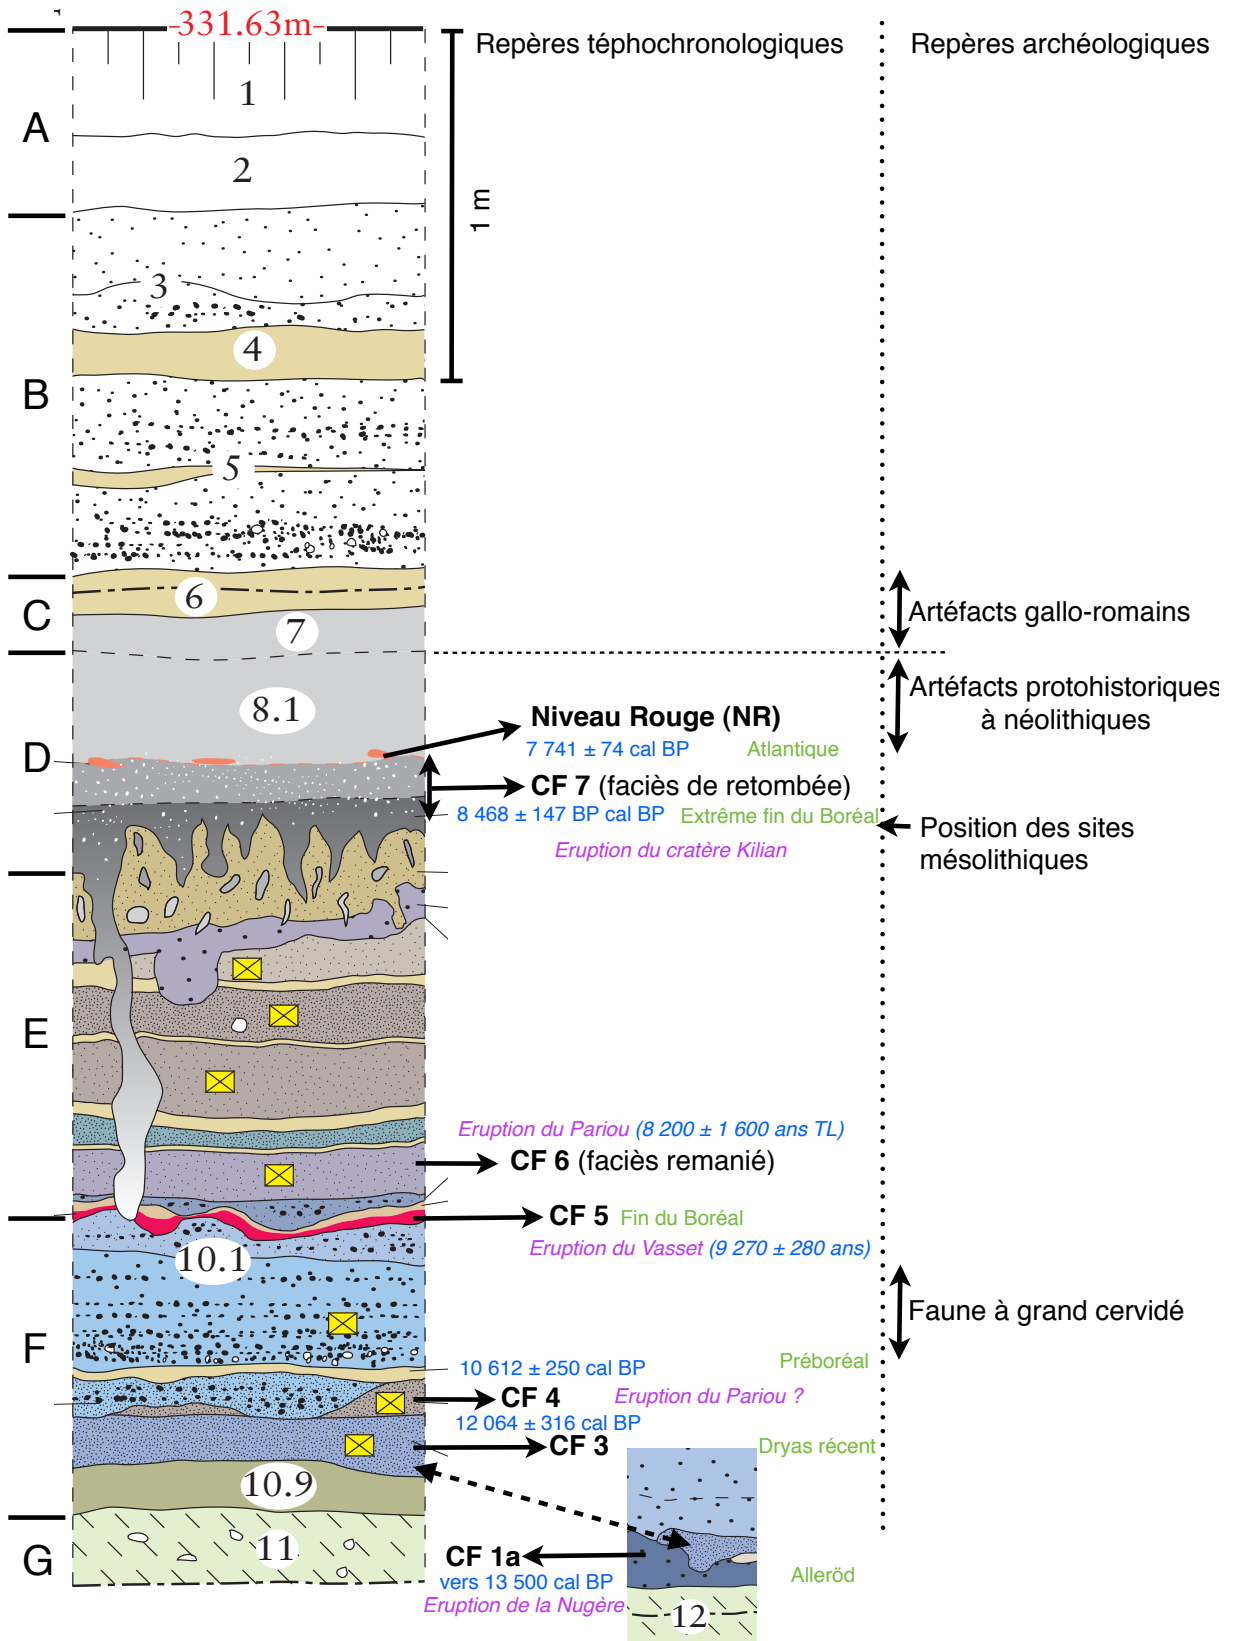 -331.63m-
Repères téphochronologiques
Repères archéologiques
1
A
2
1 m
3
4
B
5
6
C
7
Artéfacts gallo-romains
8.1
Artéfacts protohistoriques
à néolithiques
Niveau Rouge (NR)
7 741 ± 74 cal BP
Atlantique
D
CF 7 (faciès de retombée)
8 468 ± 147 BP cal BP
Extrême fin du Boréal
Position des sites
mésolithiques
Eruption du cratère Kilian
E
Eruption du Pariou (8 200 ± 1 600 ans TL)
CF 6 (faciès remanié)
CF 5 Fin du Boréal
Eruption du Vasset (9 270 ± 280 ans)
10.1
Faune à grand cervidé
F
10 612 ± 250 cal BP
Préboréal
CF 4
Eruption du Pariou ?
12 064 ± 316 cal BP
CF 3
Dryas récent
10.9
11
G
CF 1a
vers 13 500 cal BP
Alleröd
Eruption de la Nugère
12